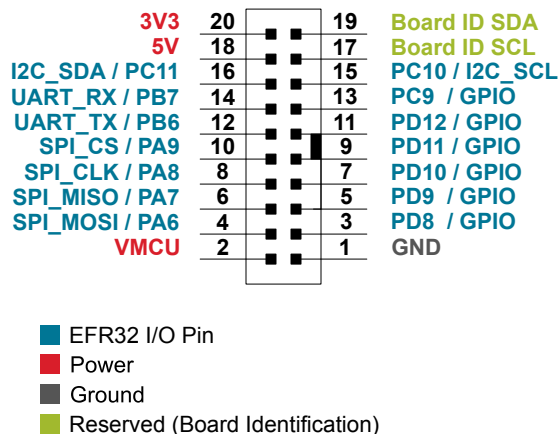 3V3 20 19 Board ID SDA
5V 18 17 Board ID SCL
I2C_SDA / PC11 16 15 PC10 / I2C_SCL
UART_RX / PB7 14 13 PC9 / GPIO
UART_TX / PB6 12 11 PD12 / GPIO
SPI_CS / PA9 10 9 PD11 / GPIO
SPI_CLK / PA8 8 7 PD10 / GPIO
SPI_MISO / PA7 6 5 PD9 / GPIO
SPI_MOSI / PA6 4 3 PD8 / GPIO
VMCU 2 1 GND
EFR32 I/O Pin
Power
Ground
Reserved (Board Identification)